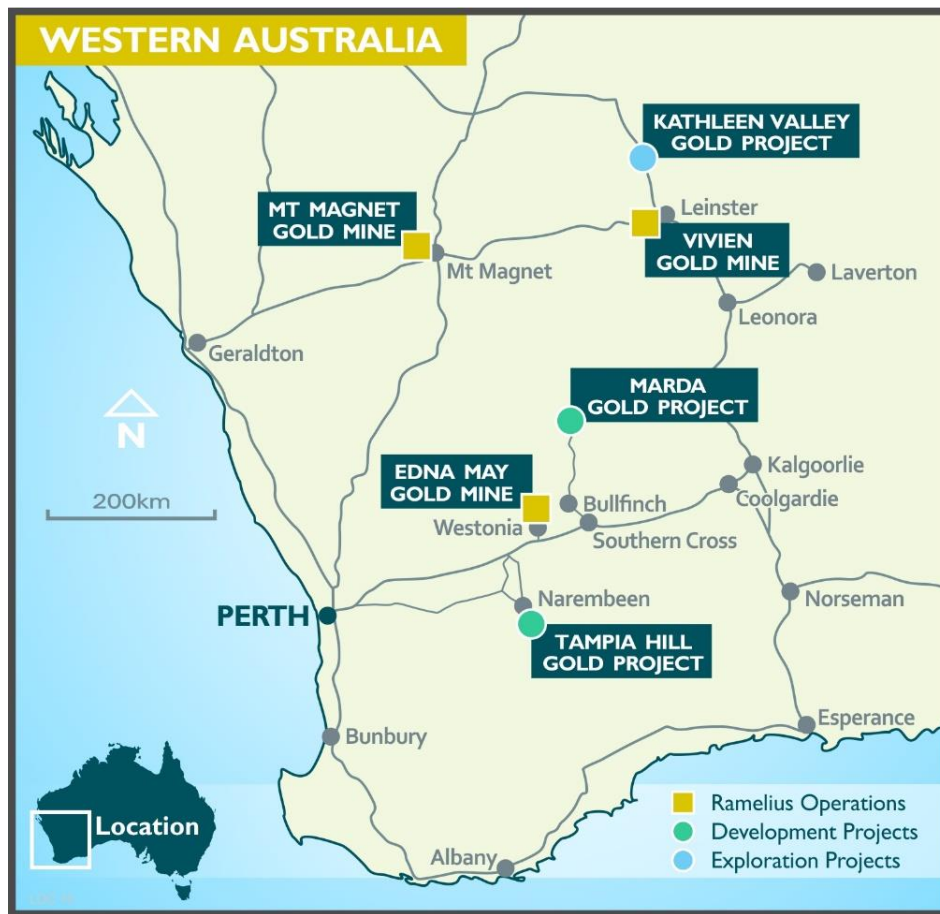 WESTERN AUSTRALIA
KATHLEEN VALLEY
GOLD PROJECT
MT MAGNET
GOLD MINE
Leinster
VIVIEN
GOLD MINE
Mt Magnet
Laverton
Leonora
Geraldton
MARDA
GOLD PROJECT
N
EDNA MAY
GOLD MINE
Kalgoorlie
200km
Bullfinch
Coolgardie
Westonia
Southern Cross
PERTH
Narembeen
Norseman
TAMPIA HILL
GOLD PROJECT
Esperance
Bunbury
Location
Ramelius Operations
Development Projects
Exploration Projects
Albany